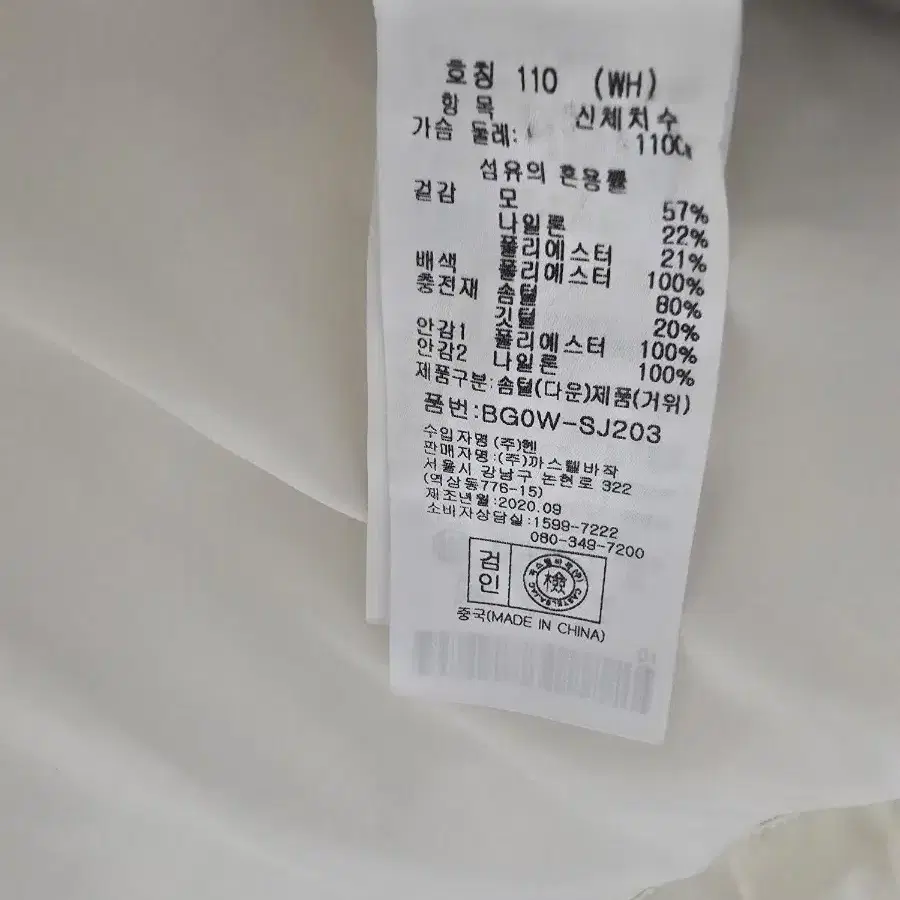 호칭 110 (WH)
항 목 신체치수
가슴 둘레: 110㎝
섬유의 혼용률
겉감 모 57%
나일론 22%
폴리에스터 21%
배색 폴리에스터 100%
충전재 솜털 80%
깃털 20%
안감1 폴리에스터 100%
안감2 나일론 100%
제품구분:솜털(다운)제품(거위)
품번:BG0W-SJ203
수입자명 (주)헨
판매자명:(주)까스텔바작
서울시 강남구 논현로 322
(역삼동776-15)
제조년월:2020.09
소비자상담실:1599-7222
080-349-7200
검인
檢
중국(MADE IN CHINA)